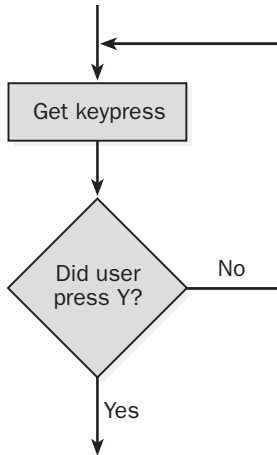 Get keypress
Did user
press Y?
No
Yes